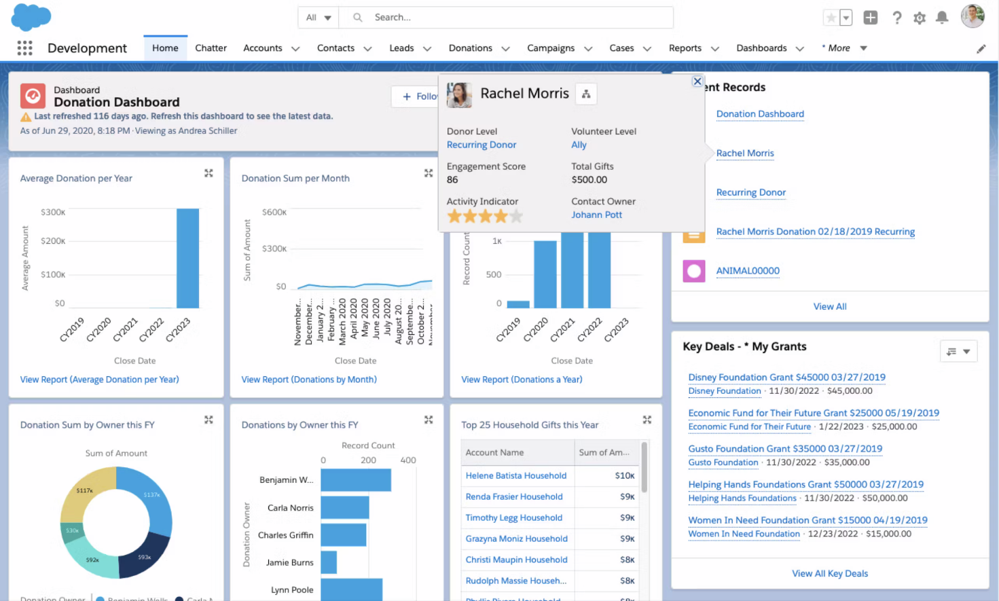 All
Search...
Development
Home
Chatter
Accounts
Contacts
Leads
Donations
Campaigns
Cases
Reports
Dashboards
* More
Dashboard
Donation Dashboard
Last refreshed 116 days ago. Refresh this dashboard to see the latest data.
As of Jun 29, 2020, 8:18 PM · Viewing as Andrea Schiller
+ Follo
Rachel Morris
Donor Level
Recurring Donor
Volunteer Level
Ally
Engagement Score
86
Total Gifts
$500.00
Activity Indicator
Contact Owner
Johann Pott
ent Records
Donation Dashboard
Rachel Morris
Recurring Donor
Rachel Morris Donation 02/18/2019 Recurring
ANIMAL00000
View All
Average Donation per Year
Average Amount
$300K
$200K
$100K
$0
CY2019
CY2020
CY2021
CY2022
CY2023
Close Date
View Report (Average Donation per Year)
Donation Sum per Month
Sum of Amount
$600K
$300K
$0
November...
December...
January 2...
February ...
March 2020
April 2020
May 2020
June 2020
July 2020
August 20...
Septembe...
October 2...
Close Date
View Report (Donations by Month)
Record Count
1K
500
0
CY2019
CY2020
CY2021
CY2022
CY2023
Close Date
View Report (Donations a Year)
Key Deals - * My Grants
Disney Foundation Grant $45000 03/27/2019
Disney Foundation · 11/30/2022 · $45,000.00
Economic Fund for Their Future Grant $25000 05/19/2019
Economic Fund for Their Future · 1/22/2023 · $25,000.00
Gusto Foundation Grant $35000 03/27/2019
Gusto Foundation · 11/30/2022 · $35,000.00
Helping Hands Foundations Grant $50000 03/27/2019
Helping Hands Foundations · 11/30/2022 · $50,000.00
Women In Need Foundation Grant $15000 04/19/2019
Women In Need Foundation · 12/23/2022 · $15,000.00
View All Key Deals
Donation Sum by Owner this FY
Sum of Amount
$117K
$137K
$30K
$92K
$93K
Donation Owner
Benjamin Wells
Carla N
Donations by Owner this FY
Record Count
0
200
400
Donation Owner
Benjamin W...
Carla Norris
Charles Griffin
Jamie Burns
Lynn Poole
Top 25 Household Gifts this Year
Account Name
Sum of Am...
Helene Batista Household
$10K
Renda Frasier Household
$9K
Timothy Legg Household
$9K
Grazyna Moniz Household
$9K
Christi Maupin Household
$8K
Rudolph Massie Househ...
$8K